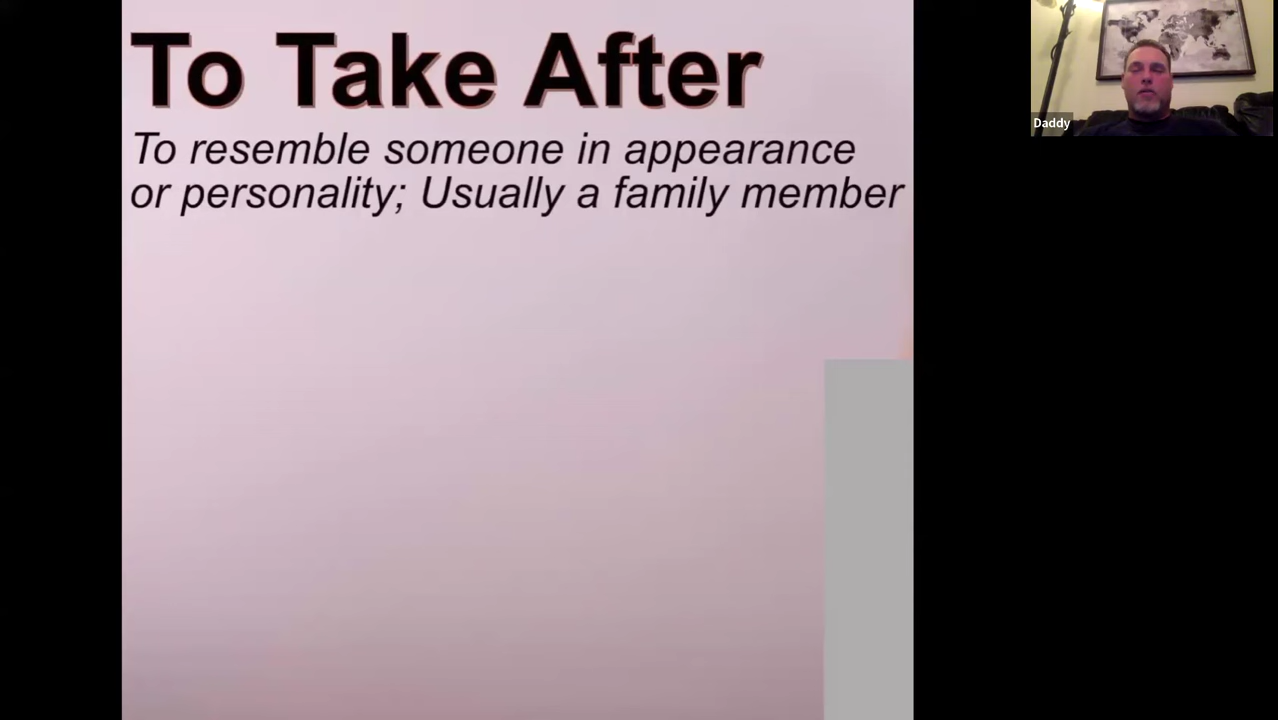 To Take After
To resemble someone in appearance
or personality; Usually a family member
Daddy